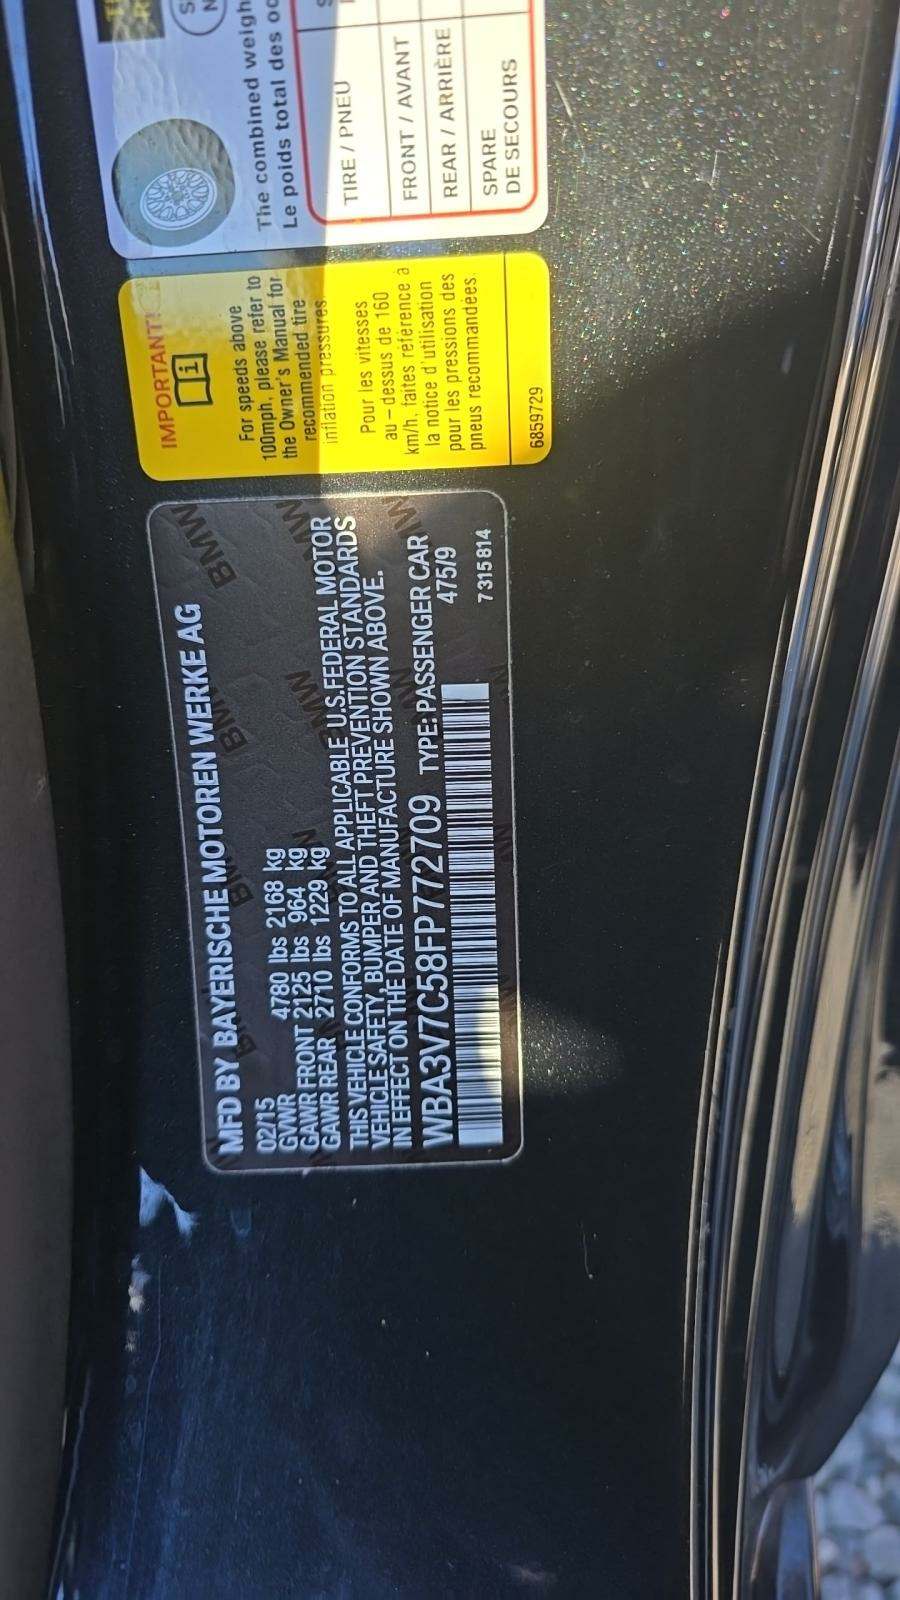 MFD BY BAYERISCHE MOTOREN WERKE AG
02/15
GVWR 4780 lbs 2168 kg
GAWR FRONT 2125 lbs 964 kg
GAWR REAR 2710 lbs 1229 kg
THIS VEHICLE CONFORMS TO ALL APPLICABLE U.S.FEDERAL MOTOR
VEHICLE SAFETY, BUMPER AND THEFT PREVENTION STANDARDS
IN EFFECT ON THE DATE OF MANUFACTURE SHOWN ABOVE.
WBA3V7C58FP772709 TYPE:PASSENGER CAR
475/9
7315814
IMPORTANT!
For speeds above
100mph, please refer to
the Owner's Manual for
recommended tire
inflation pressures.
Pour les vitesses
au - dessus de 160
km/h, faites référence à
la notice d'utilisation
pour les pressions des
pneus recommandées.
6859729
The combined weigh
Le poids total des oc
TIRE / PNEU
FRONT / AVANT
REAR / ARRIÈRE
SPARE
DE SECOURS